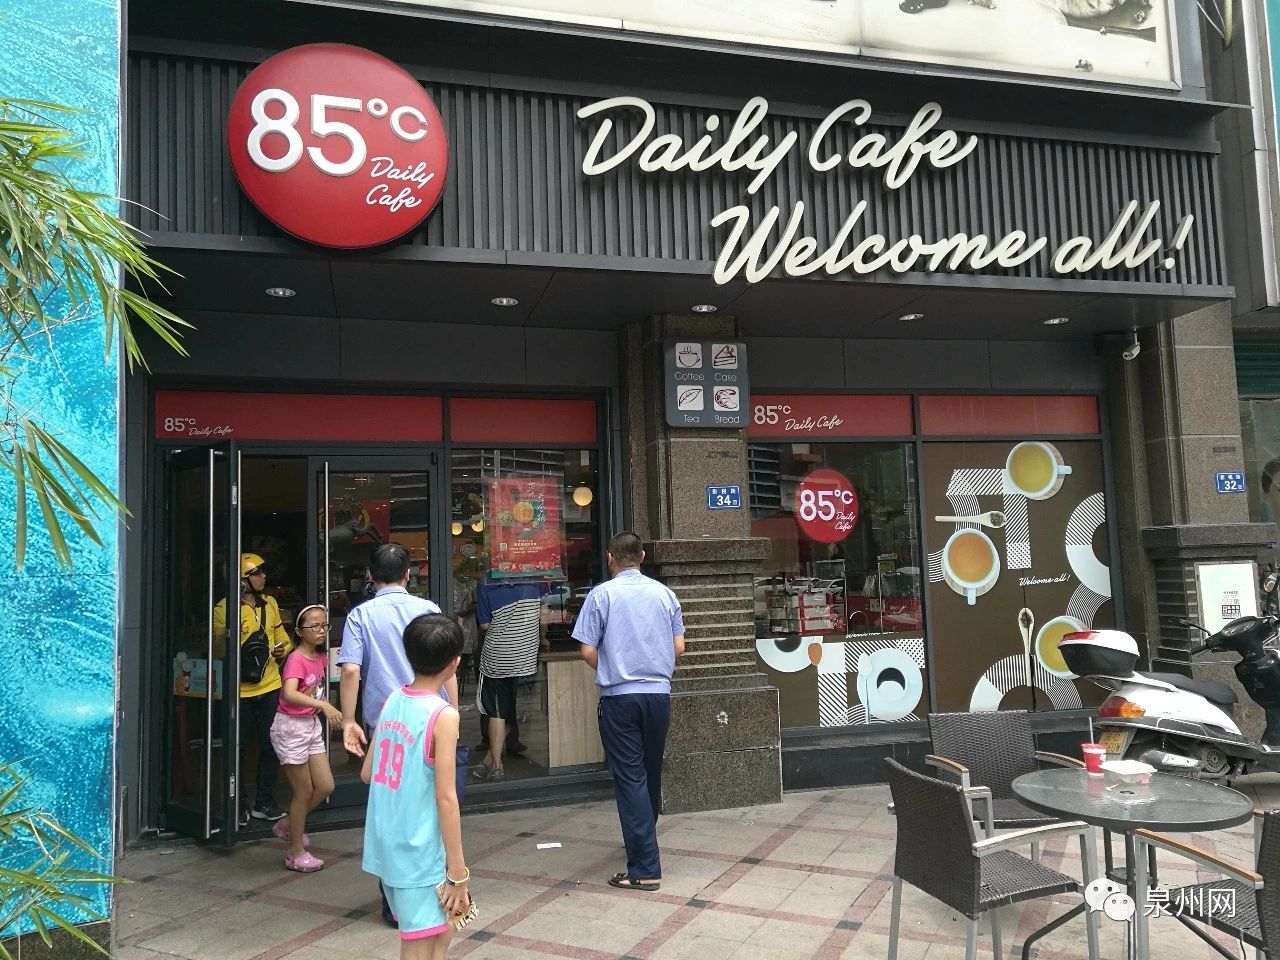 85°C
Daily
Cafe
Daily Cafe
Welcome all!
Coffee Cake
Tea Bread
85°C Daily Cafe
85°C Daily Cafe
34
32
85°C
Daily
Cafe
Welcome all!
19
泉州网